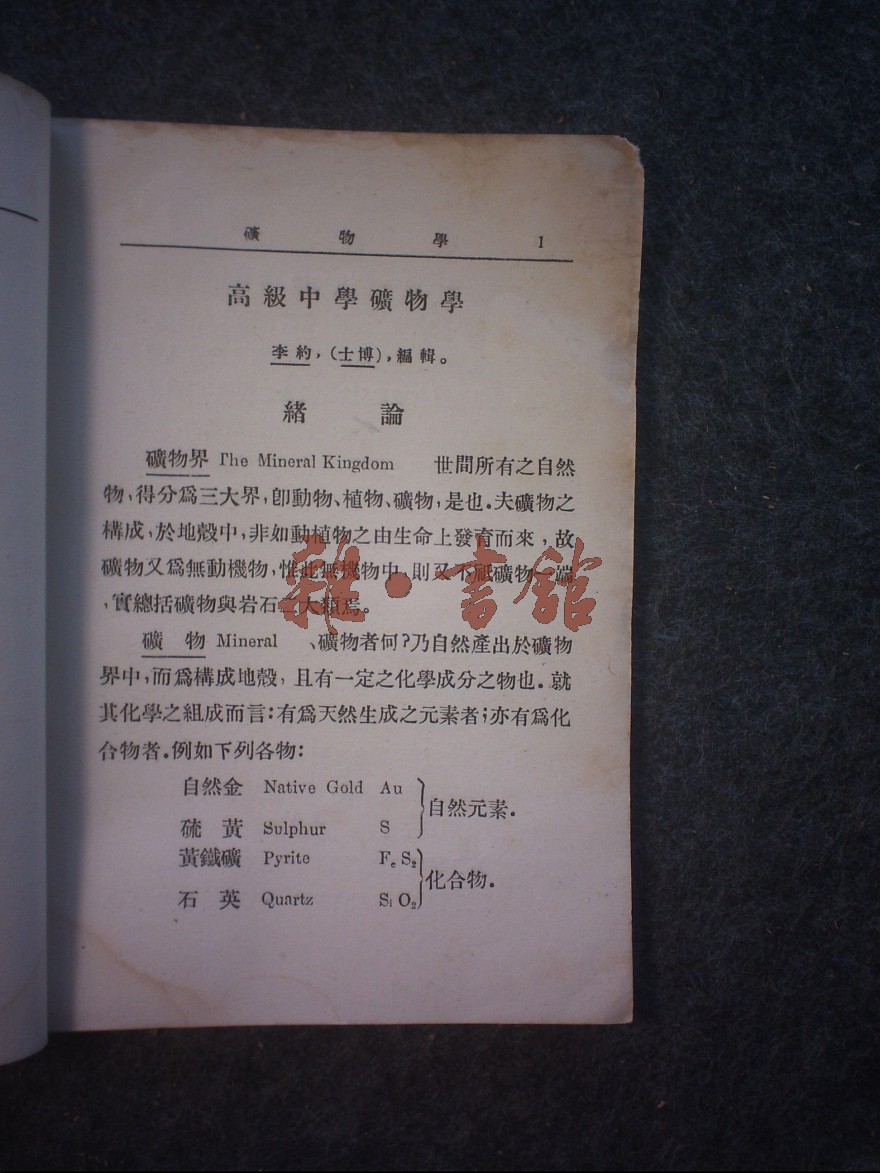 礦物學 1
高級中學礦物學
李約,(士博),編輯。
緒論
礦物界 The Mineral Kingdom 世間所有之自然
物,得分爲三大界,卽動物、植物、礦物,是也.夫礦物之
構成,於地殼中,非如動植物之由生命上發育而來,故
礦物又爲無動機物,惟此無機物中,則又不祗礦物一端
,實總括礦物與岩石二大類焉。
礦物 Mineral 、礦物者何?乃自然產出於礦物
界中,而爲構成地殼,且有一定之化學成分之物也.就
其化學之組成而言:有爲天然生成之元素者;亦有爲化
合物者.例如下列各物:
自然金 Native Gold Au
硫黃 Sulphur S
自然元素.
黃鐵礦 Pyrite Fe S2
石英 Quartz Si O2
化合物.
雜·書館